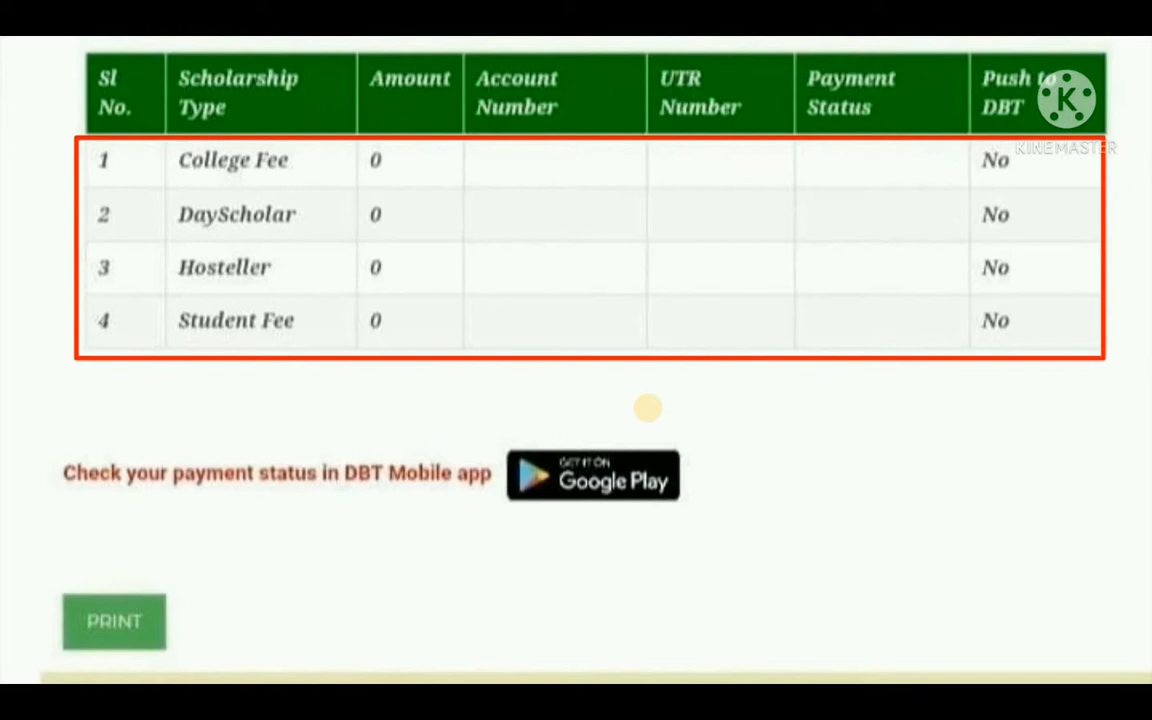 Sl No. Scholarship Type Amount Account Number UTR Number Payment Status Push to DBT
1 College Fee 0 No
2 DayScholar 0 No
3 Hosteller 0 No
4 Student Fee 0 No
K
KINEMASTER
Check your payment status in DBT Mobile app
GET IT ON
Google Play
PRINT